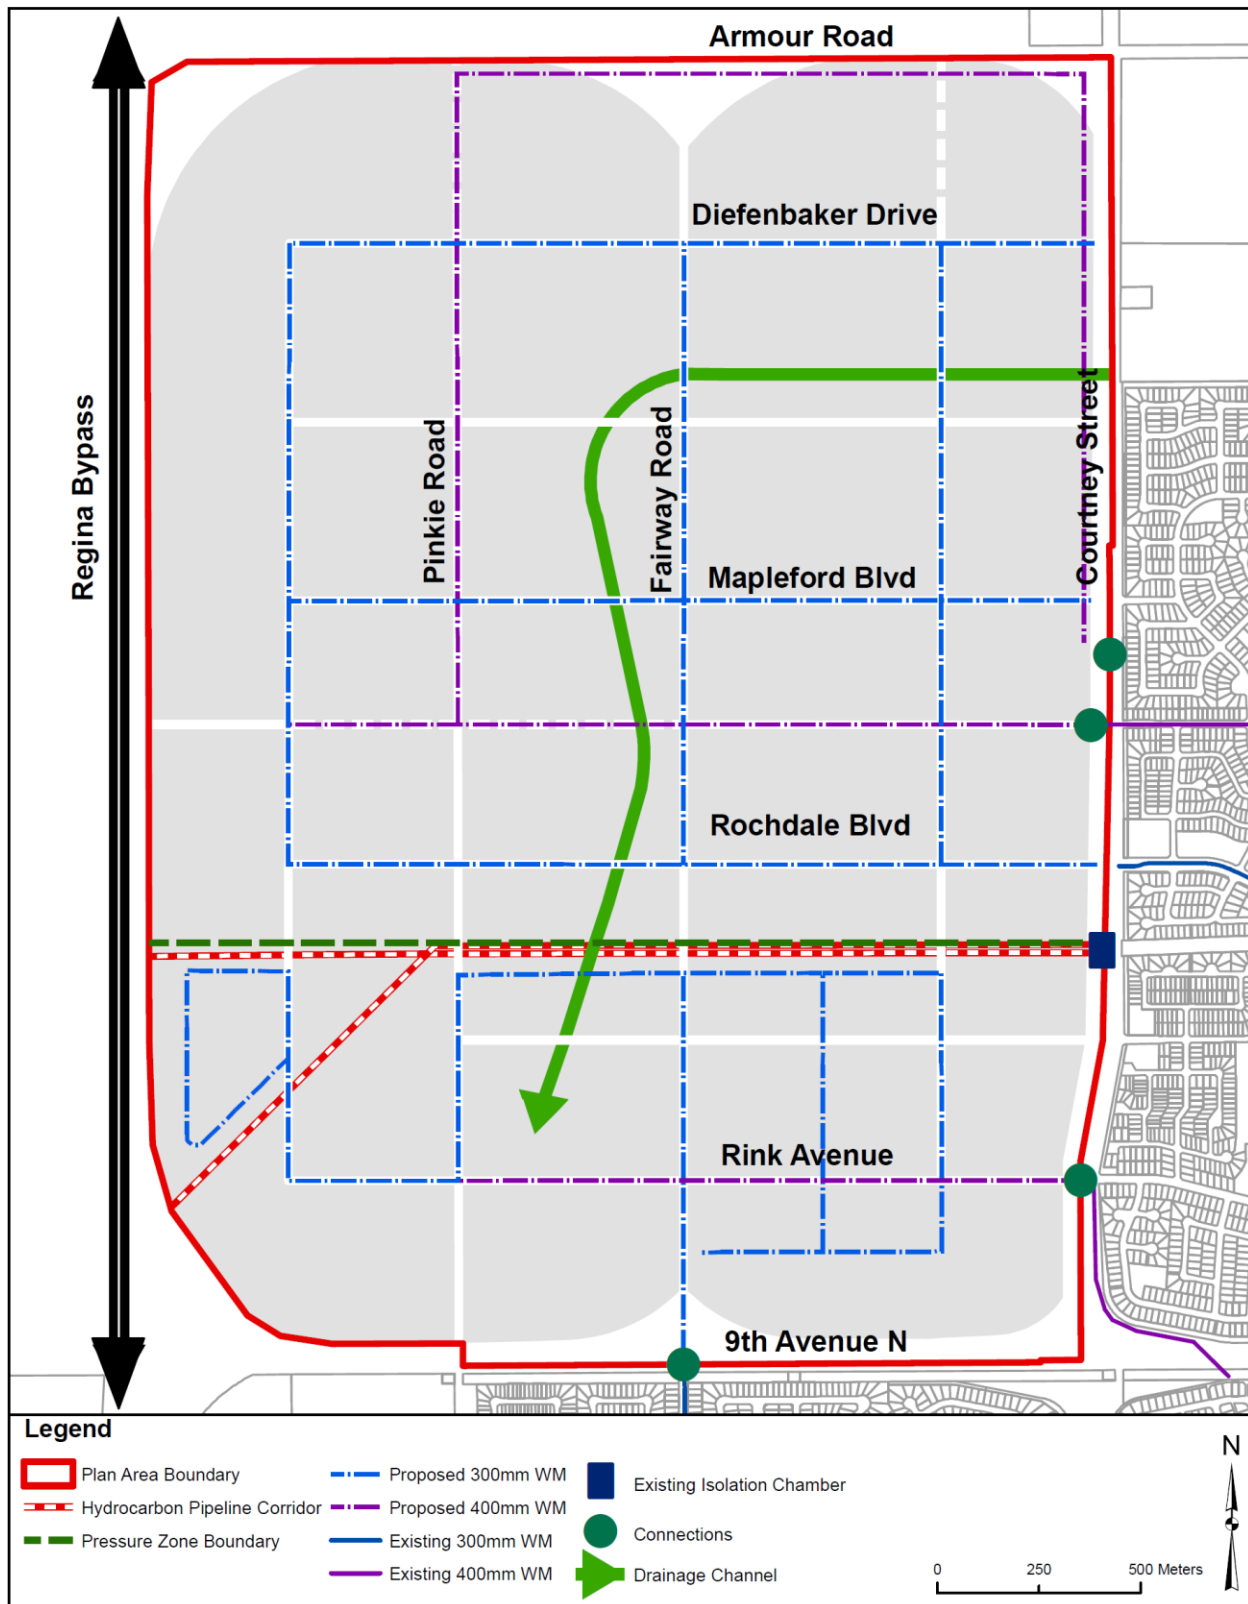 Armour Road
Diefenbaker Drive
Regina Bypass
Pinkie Road
Fairway Road
Courtney Street
Mapleford Blvd
Rochdale Blvd
Rink Avenue
9th Avenue N
Legend
Plan Area Boundary
Hydrocarbon Pipeline Corridor
Pressure Zone Boundary
Proposed 300mm WM
Proposed 400mm WM
Existing 300mm WM
Existing 400mm WM
Existing Isolation Chamber
Connections
Drainage Channel
N
0 250 500 Meters